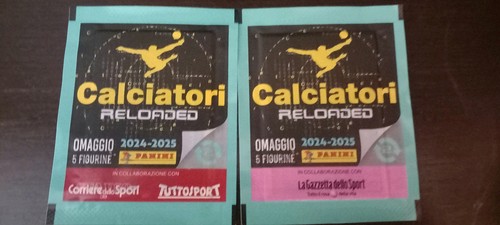 Calciatori
RELOADED
OMAGGIO
5 FIGURINE
2024-2025
PANINI
IN COLLABORAZIONE CON
Corriere dello Sport
TUTTOSPORT
Calciatori
RELOADED
OMAGGIO
5 FIGURINE
2024-2025
PANINI
IN COLLABORAZIONE CON
La Gazzetta dello Sport